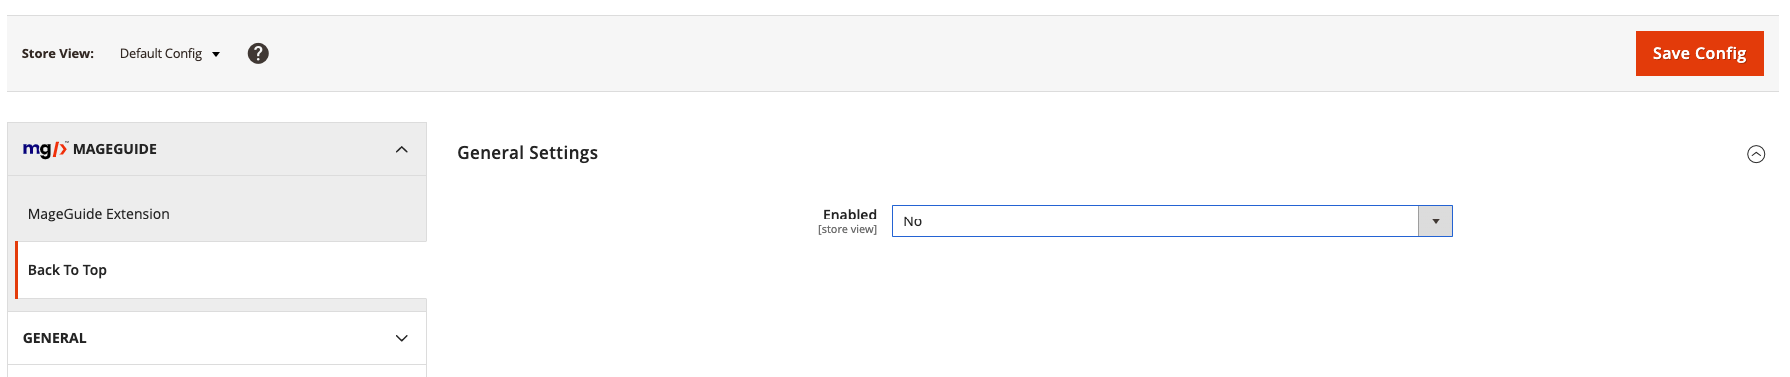 Store View: Default Config ?
Save Config
mg/>™ MAGEGUIDE
MageGuide Extension
Back To Top
GENERAL
General Settings
Enabled
[store view]
No